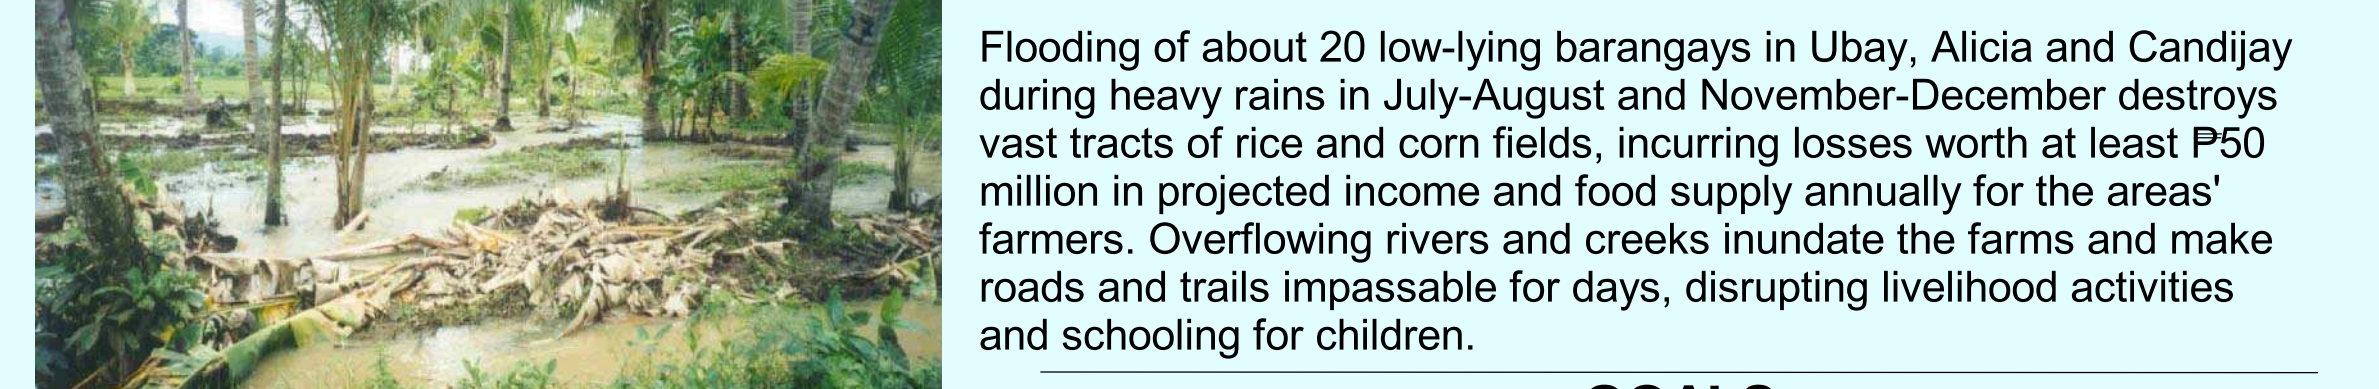 Flooding of about 20 low-lying barangays in Ubay, Alicia and Candijay
during heavy rains in July-August and November-December destroys
vast tracts of rice and corn fields, incurring losses worth at least ₱50
million in projected income and food supply annually for the areas'
farmers. Overflowing rivers and creeks inundate the farms and make
roads and trails impassable for days, disrupting livelihood activities
and schooling for children.